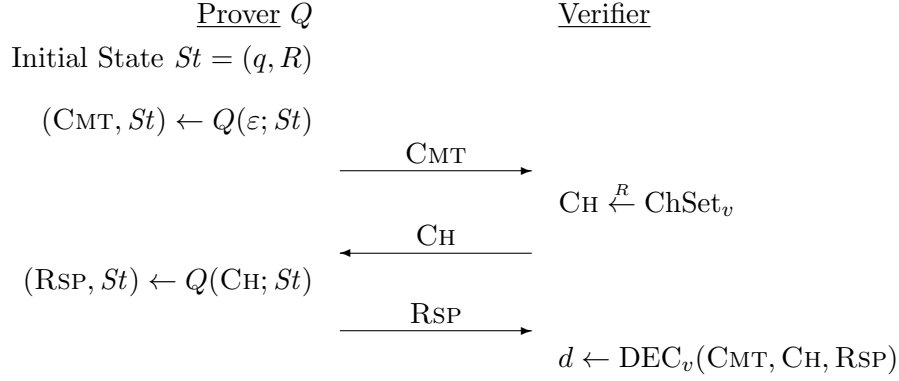 Prover Q Verifier
Initial State St = (q, R)
(CMT, St) ← Q(ε; St)
CMT
CH ←R ChSet_v
CH
(RSP, St) ← Q(CH; St)
RSP
d ← DEC_v(CMT, CH, RSP)